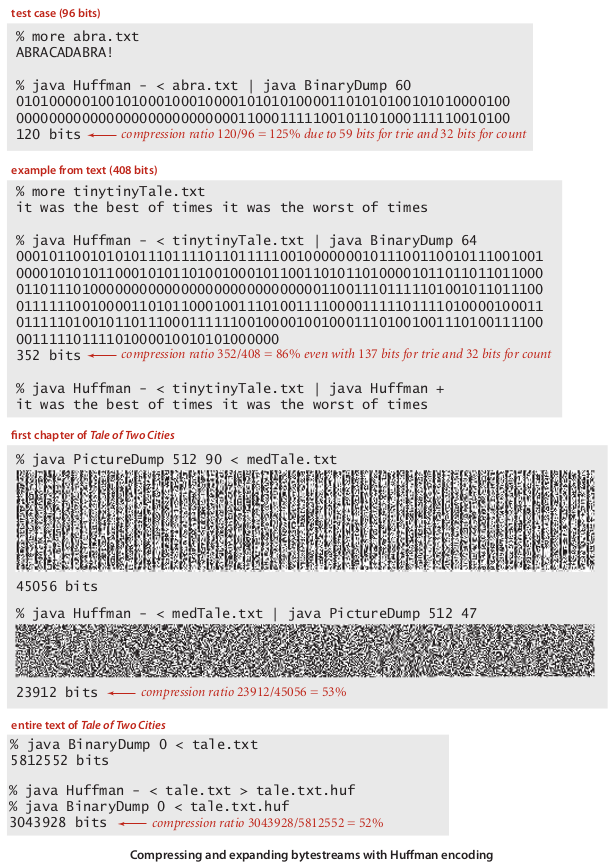 test case (96 bits)
% more abra.txt
ABRACADABRA!
% java Huffman - < abra.txt | java BinaryDump 60
010100000100101000100010000101010100001101010100101010000100
000000000000000000000000000110001111100101101000111110010100
120 bits ← compression ratio 120/96 = 125% due to 59 bits for trie and 32 bits for count
example from text (408 bits)
% more tinytinyTale.txt
it was the best of times it was the worst of times
% java Huffman - < tinytinyTale.txt | java BinaryDump 64
0001011001010101110111101101111100100000001011100110010111001001
0000101010110001010110100100010110011010110100001011011011011000
0110111010000000000000000000000000000110011101111101001011011100
0111111001000011010110001001110100111100001111101111010000100011
0111110100101101110001111110010000100100011101001001110100111100
00111110111101000010010101000000
352 bits ← compression ratio 352/408 = 86% even with 137 bits for trie and 32 bits for count
% java Huffman - < tinytinyTale.txt | java Huffman +
it was the best of times it was the worst of times
first chapter of Tale of Two Cities
% java PictureDump 512 90 < medTale.txt
45056 bits
% java Huffman - < medTale.txt | java PictureDump 512 47
23912 bits ← compression ratio 23912/45056 = 53%
entire text of Tale of Two Cities
% java BinaryDump 0 < tale.txt
5812552 bits
% java Huffman - < tale.txt > tale.txt.huf
% java BinaryDump 0 < tale.txt.huf
3043928 bits ← compression ratio 3043928/5812552 = 52%
Compressing and expanding bytestreams with Huffman encoding